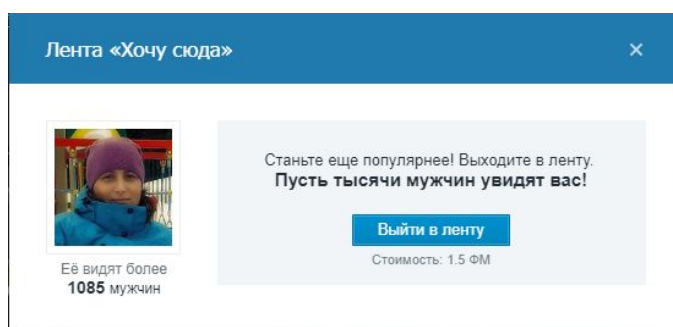 Лента «Хочу сюда»
Станьте еще популярнее! Выходите в ленту.
Пусть тысячи мужчин увидят вас!
Выйти в ленту
Стоимость: 1.5 ФМ
Её видят более
1085 мужчин